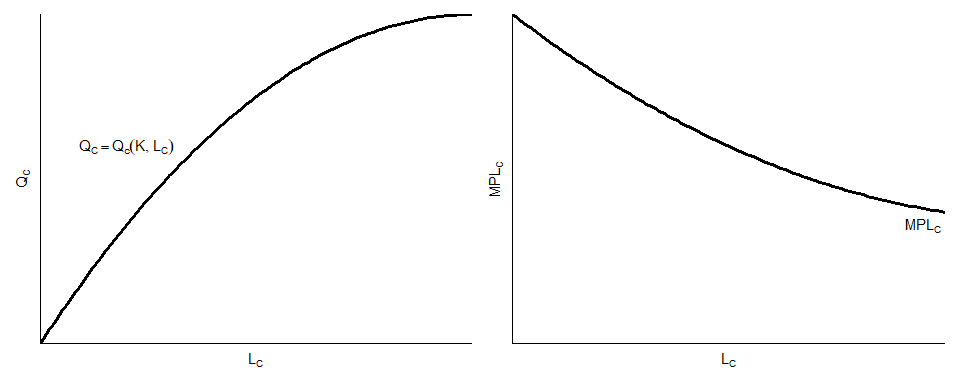 Q_C = Q_c(K, L_C)
Q_C
L_C
MPL_C
MPL_C
L_C